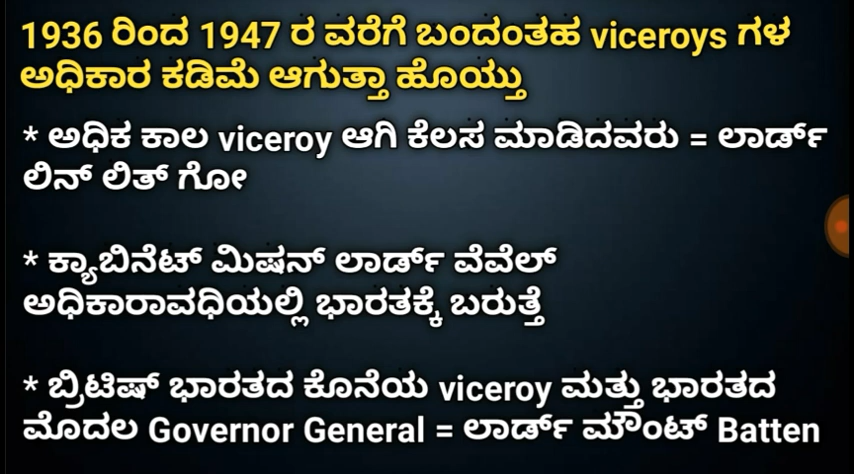 1936 ರಿಂದ 1947 ರ ವರೆಗೆ ಬಂದಂತಹ viceroys ಗಳ
ಅಧಿಕಾರ ಕಡಿಮೆ ಆಗುತ್ತಾ ಹೊಯ್ತು
* ಅಧಿಕ ಕಾಲ viceroy ಆಗಿ ಕೆಲಸ ಮಾಡಿದವರು = ಲಾರ್ಡ್
ಲಿನ್ ಲಿತ್ ಗೋ
* ಕ್ಯಾಬಿನೆಟ್ ಮಿಷನ್ ಲಾರ್ಡ್ ವೆವೆಲ್
ಅಧಿಕಾರಾವಧಿಯಲ್ಲಿ ಭಾರತಕ್ಕೆ ಬರುತ್ತೆ
* ಬ್ರಿಟಿಷ್ ಭಾರತದ ಕೊನೆಯ viceroy ಮತ್ತು ಭಾರತದ
ಮೊದಲ Governor General = ಲಾರ್ಡ್ ಮೌಂಟ್ Batten